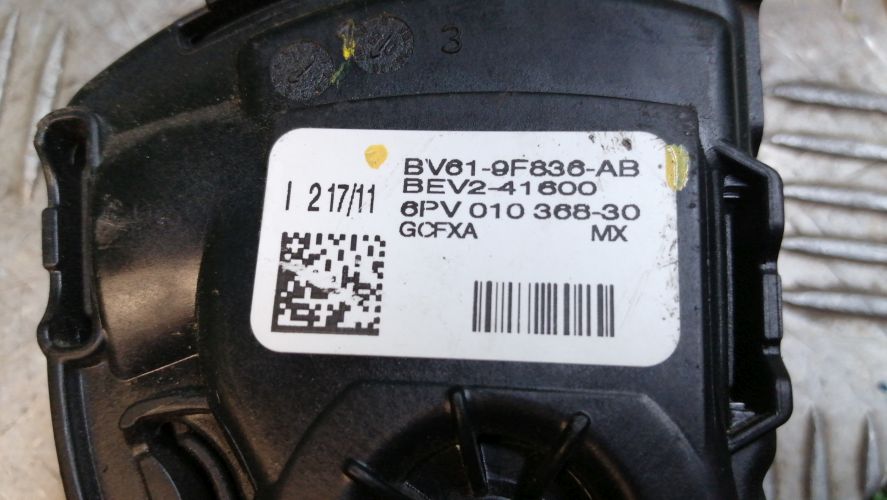 3
BV61-9F836-AB
BEV2-41600
I 217/11
6PV 010 368-30
GCFXA MX